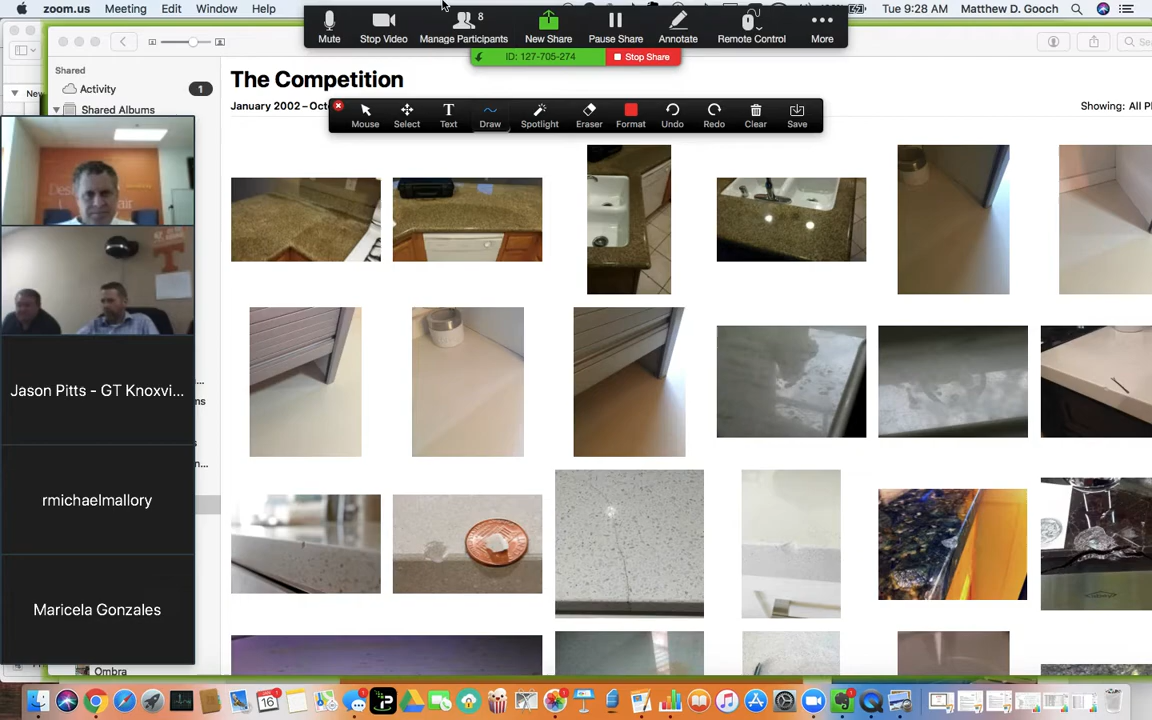 zoom.us Meeting Edit Window Help
Tue 9:28 AM Matthew D. Gooch
8
Mute Stop Video Manage Participants New Share Pause Share Annotate Remote Control More
ID: 127-705-274 Stop Share
Shared
Activity 1
Shared Albums
New
The Competition
January 2002 – Oct
Showing: All P
Mouse Select Text Draw Spotlight Eraser Format Undo Redo Clear Save
Jason Pitts - GT Knoxvi...
rmichaelmallory
Maricela Gonzales
Ombra
16